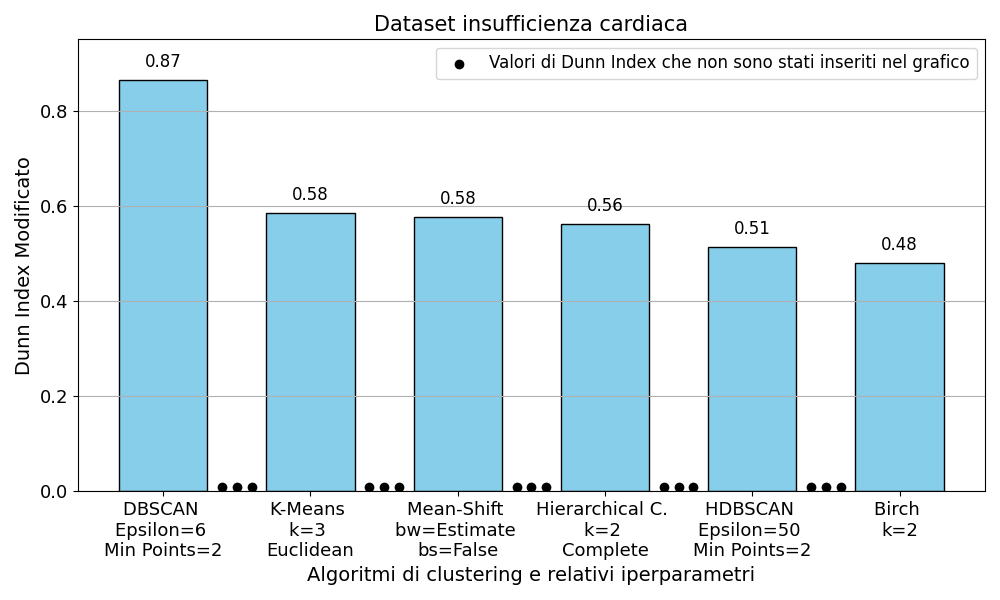 Dataset insufficienza cardiaca
Valori di Dunn Index che non sono stati inseriti nel grafico
Dunn Index Modificato
0.8
0.6
0.4
0.2
0.0
0.87
0.58
0.58
0.56
0.51
0.48
DBSCAN
Epsilon=6
Min Points=2
K-Means
k=3
Euclidean
Mean-Shift
bw=Estimate
bs=False
Hierarchical C.
k=2
Complete
HDBSCAN
Epsilon=50
Min Points=2
Birch
k=2
Algoritmi di clustering e relativi iperparametri